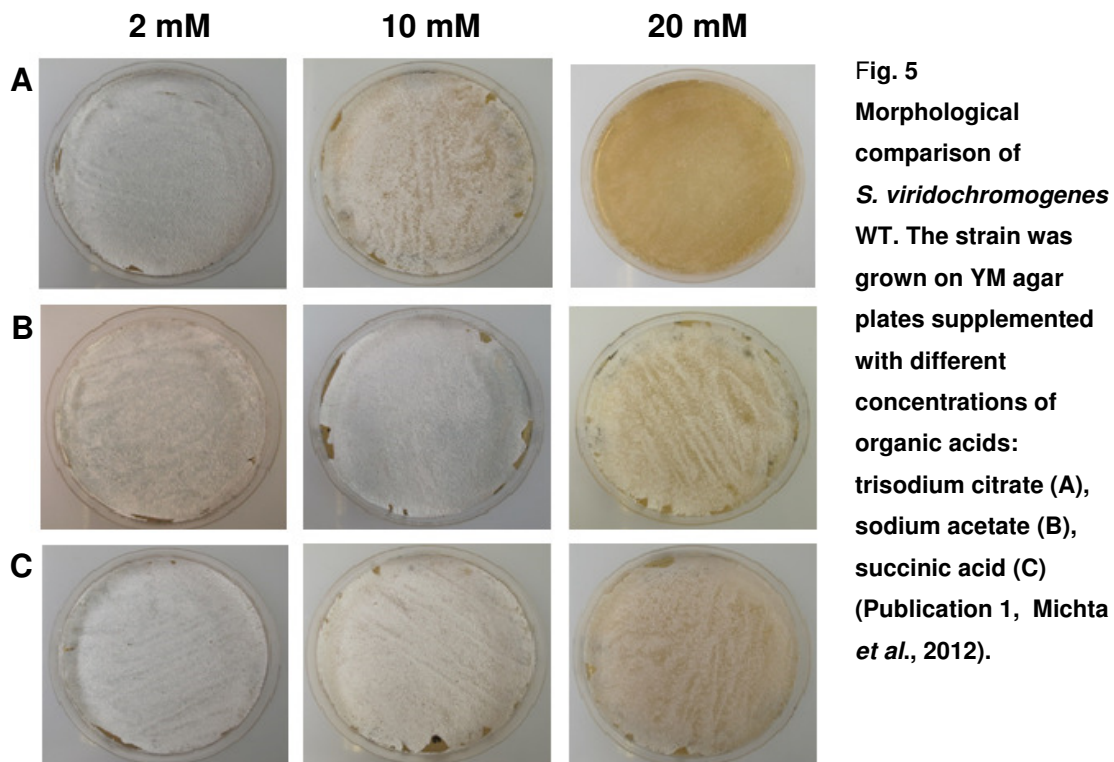 2 mM 10 mM 20 mM
A
B
C
Fig. 5
Morphological
comparison of
S. viridochromogenes
WT. The strain was
grown on YM agar
plates supplemented
with different
concentrations of
organic acids:
trisodium citrate (A),
sodium acetate (B),
succinic acid (C)
(Publication 1, Michta
et al., 2012).